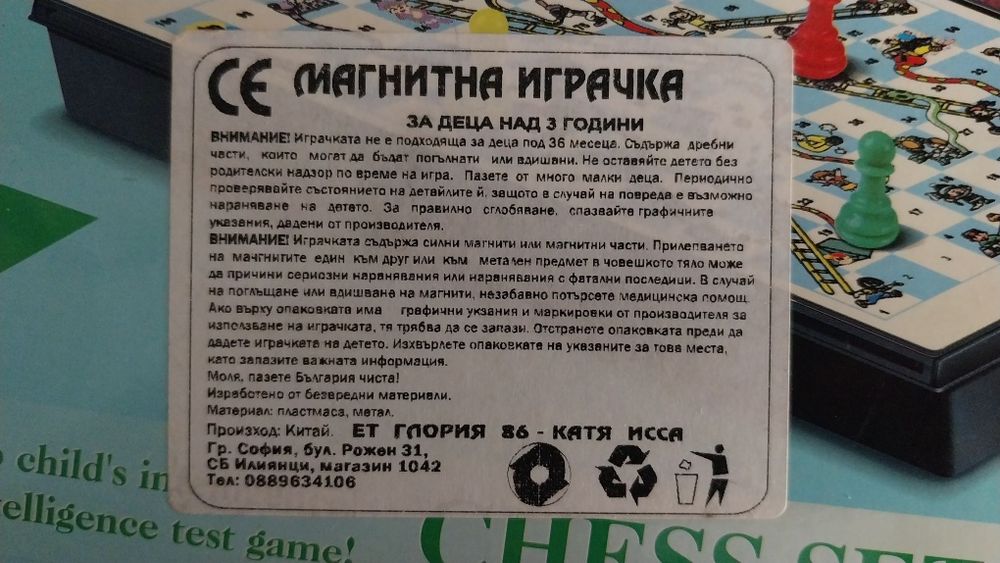 CE МАГНИТНА ИГРАЧКА
ЗА ДЕЦА НАД 3 ГОДИНИ
ВНИМАНИЕ! Играчката не е подходяща за деца под 36 месеца. Съдържа дребни
части, които могат да бъдат погълнати или вдишани. Не оставяйте детето без
родителски надзор по време на игра. Пазете от много малки деца. Периодично
проверявайте състоянието на детайлите й, защото в случай на повреда е възможно
нараняване на детето. За правилно сглобяване, спазвайте графичните
указания, дадени от производителя.
ВНИМАНИЕ! Играчката съдържа силни магнити или магнитни части. Прилепването
на мачгнитите един към друг или към метален предмет в човешкото тяло може
да причини сериозни наранявания или наранявания с фатални последици. В случай
на поглъщане или вдишване на магнити, незабавно потърсете медицинска помощ.
Ако върху опаковката има графични укзания и маркировки от производителя за
използване на играчката, тя трябва да се запази. Отстранете опаковката преди да
дадете играчката на детето. Изхвърлете опаковките на указаните за това места,
като запазите важната информация.
Моля, пазете България чиста!
Изработено от безвредни материали.
Материал: пластмаса, метал.
Произход: Китай. ЕТ ГЛОРИЯ 86 - КАТЯ ИССА
Гр. София, бул. Рожен 31,
СБ Илиянци, магазин 1042
Тел: 0889634106
child's in
elligence test game!
CHESS SET